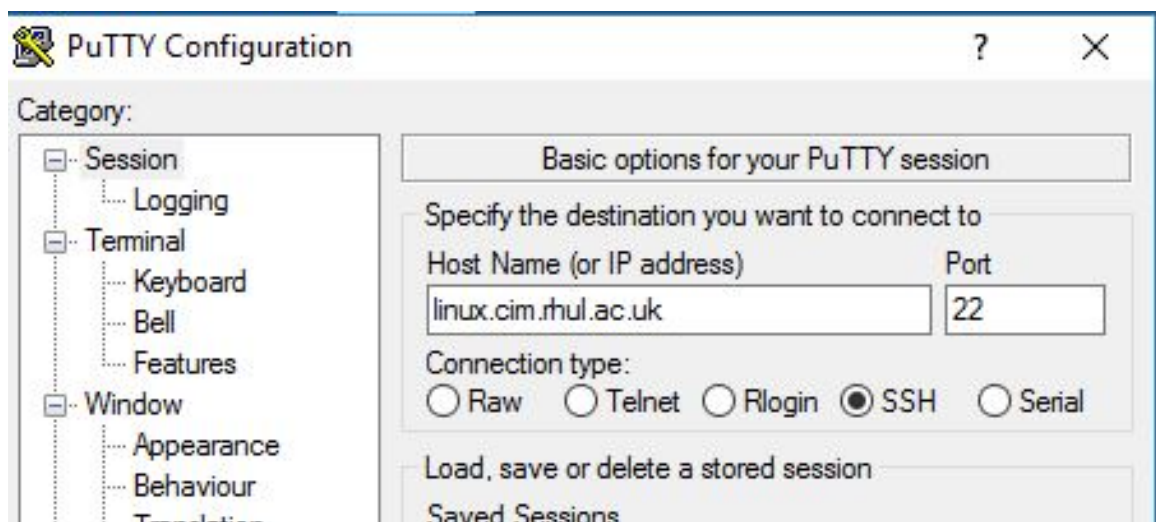 PuTTY Configuration
?
Category:
Session
Logging
Terminal
Keyboard
Bell
Features
Window
Appearance
Behaviour
Translation
Basic options for your PuTTY session
Specify the destination you want to connect to
Host Name (or IP address) Port
linux.cim.rhul.ac.uk 22
Connection type:
Raw Telnet Rlogin SSH Serial
Load, save or delete a stored session
Saved Sessions